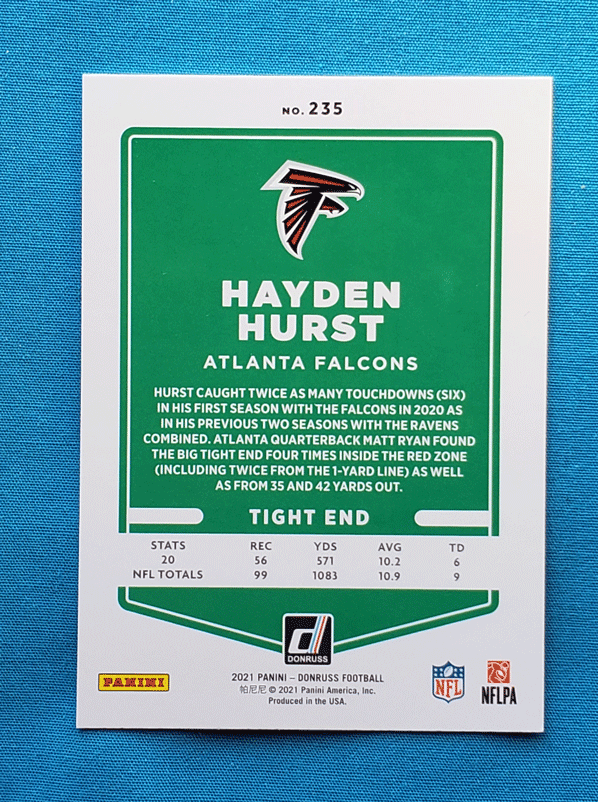 NO. 235
HAYDEN
HURST
ATLANTA FALCONS
HURST CAUGHT TWICE AS MANY TOUCHDOWNS (SIX)
IN HIS FIRST SEASON WITH THE FALCONS IN 2020 AS
IN HIS PREVIOUS TWO SEASONS WITH THE RAVENS
COMBINED. ATLANTA QUARTERBACK MATT RYAN FOUND
THE BIG TIGHT END FOUR TIMES INSIDE THE RED ZONE
(INCLUDING TWICE FROM THE 1-YARD LINE) AS WELL
AS FROM 35 AND 42 YARDS OUT.
TIGHT END
STATS REC YDS AVG TD
20 56 571 10.2 6
NFL TOTALS 99 1083 10.9 9
d
DONRUSS
PANINI
2021 PANINI – DONRUSS FOOTBALL
帕尼尼 © 2021 Panini America, Inc.
Produced in the USA.
NFL
NFLPA